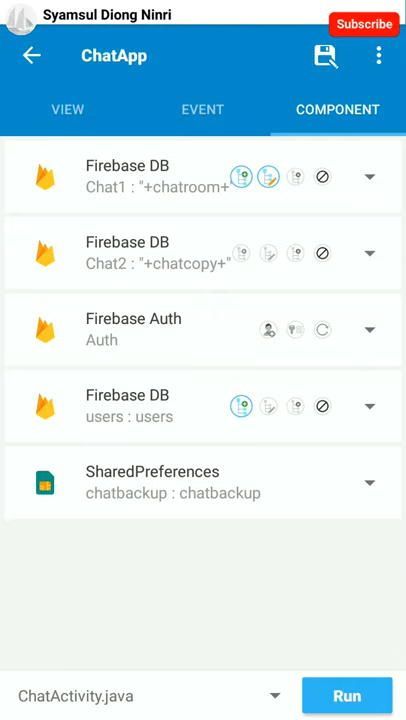 Syamsul Diong Ninri
Subscribe
ChatApp
VIEW
EVENT
COMPONENT
Firebase DB
Chat1 : "+chatroom+"
Firebase DB
Chat2 : "+chatcopy+"
Firebase Auth
Auth
Firebase DB
users : users
SharedPreferences
chatbackup : chatbackup
ChatActivity.java
Run